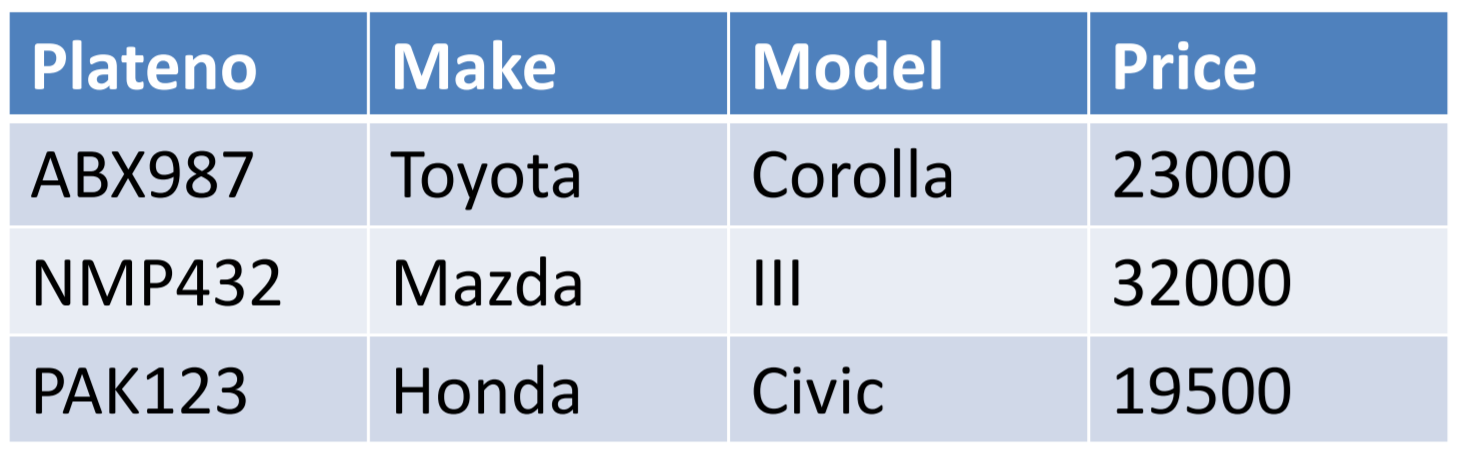 Plateno Make Model Price
ABX987 Toyota Corolla 23000
NMP432 Mazda III 32000
PAK123 Honda Civic 19500